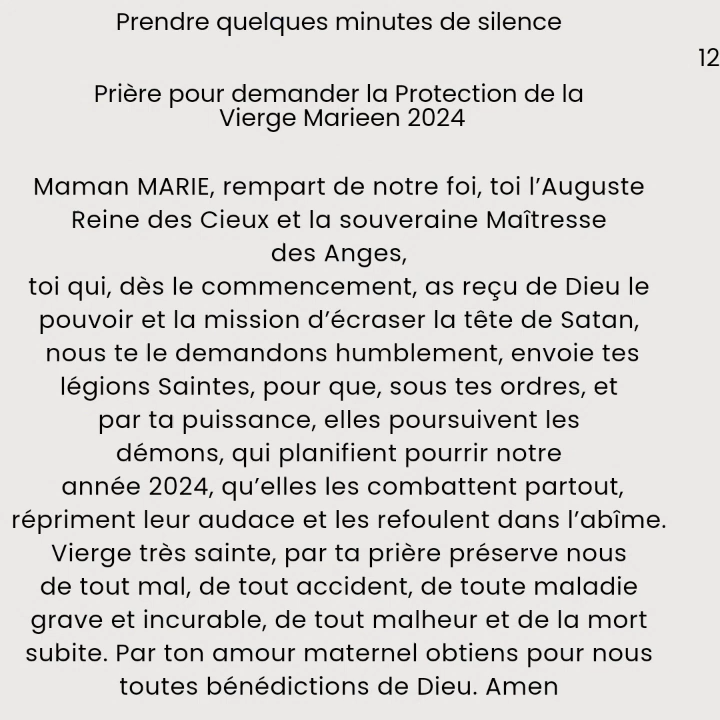 Prendre quelques minutes de silence
12
Prière pour demander la Protection de la
Vierge Marieen 2024
Maman MARIE, rempart de notre foi, toi l’Auguste
Reine des Cieux et la souveraine Maîtresse
des Anges,
toi qui, dès le commencement, as reçu de Dieu le
pouvoir et la mission d’écraser la tête de Satan,
nous te le demandons humblement, envoie tes
légions Saintes, pour que, sous tes ordres, et
par ta puissance, elles poursuivent les
démons, qui planifient pourrir notre
année 2024, qu’elles les combattent partout,
répriment leur audace et les refoulent dans l’abîme.
Vierge très sainte, par ta prière préserve nous
de tout mal, de tout accident, de toute maladie
grave et incurable, de tout malheur et de la mort
subite. Par ton amour maternel obtiens pour nous
toutes bénédictions de Dieu. Amen